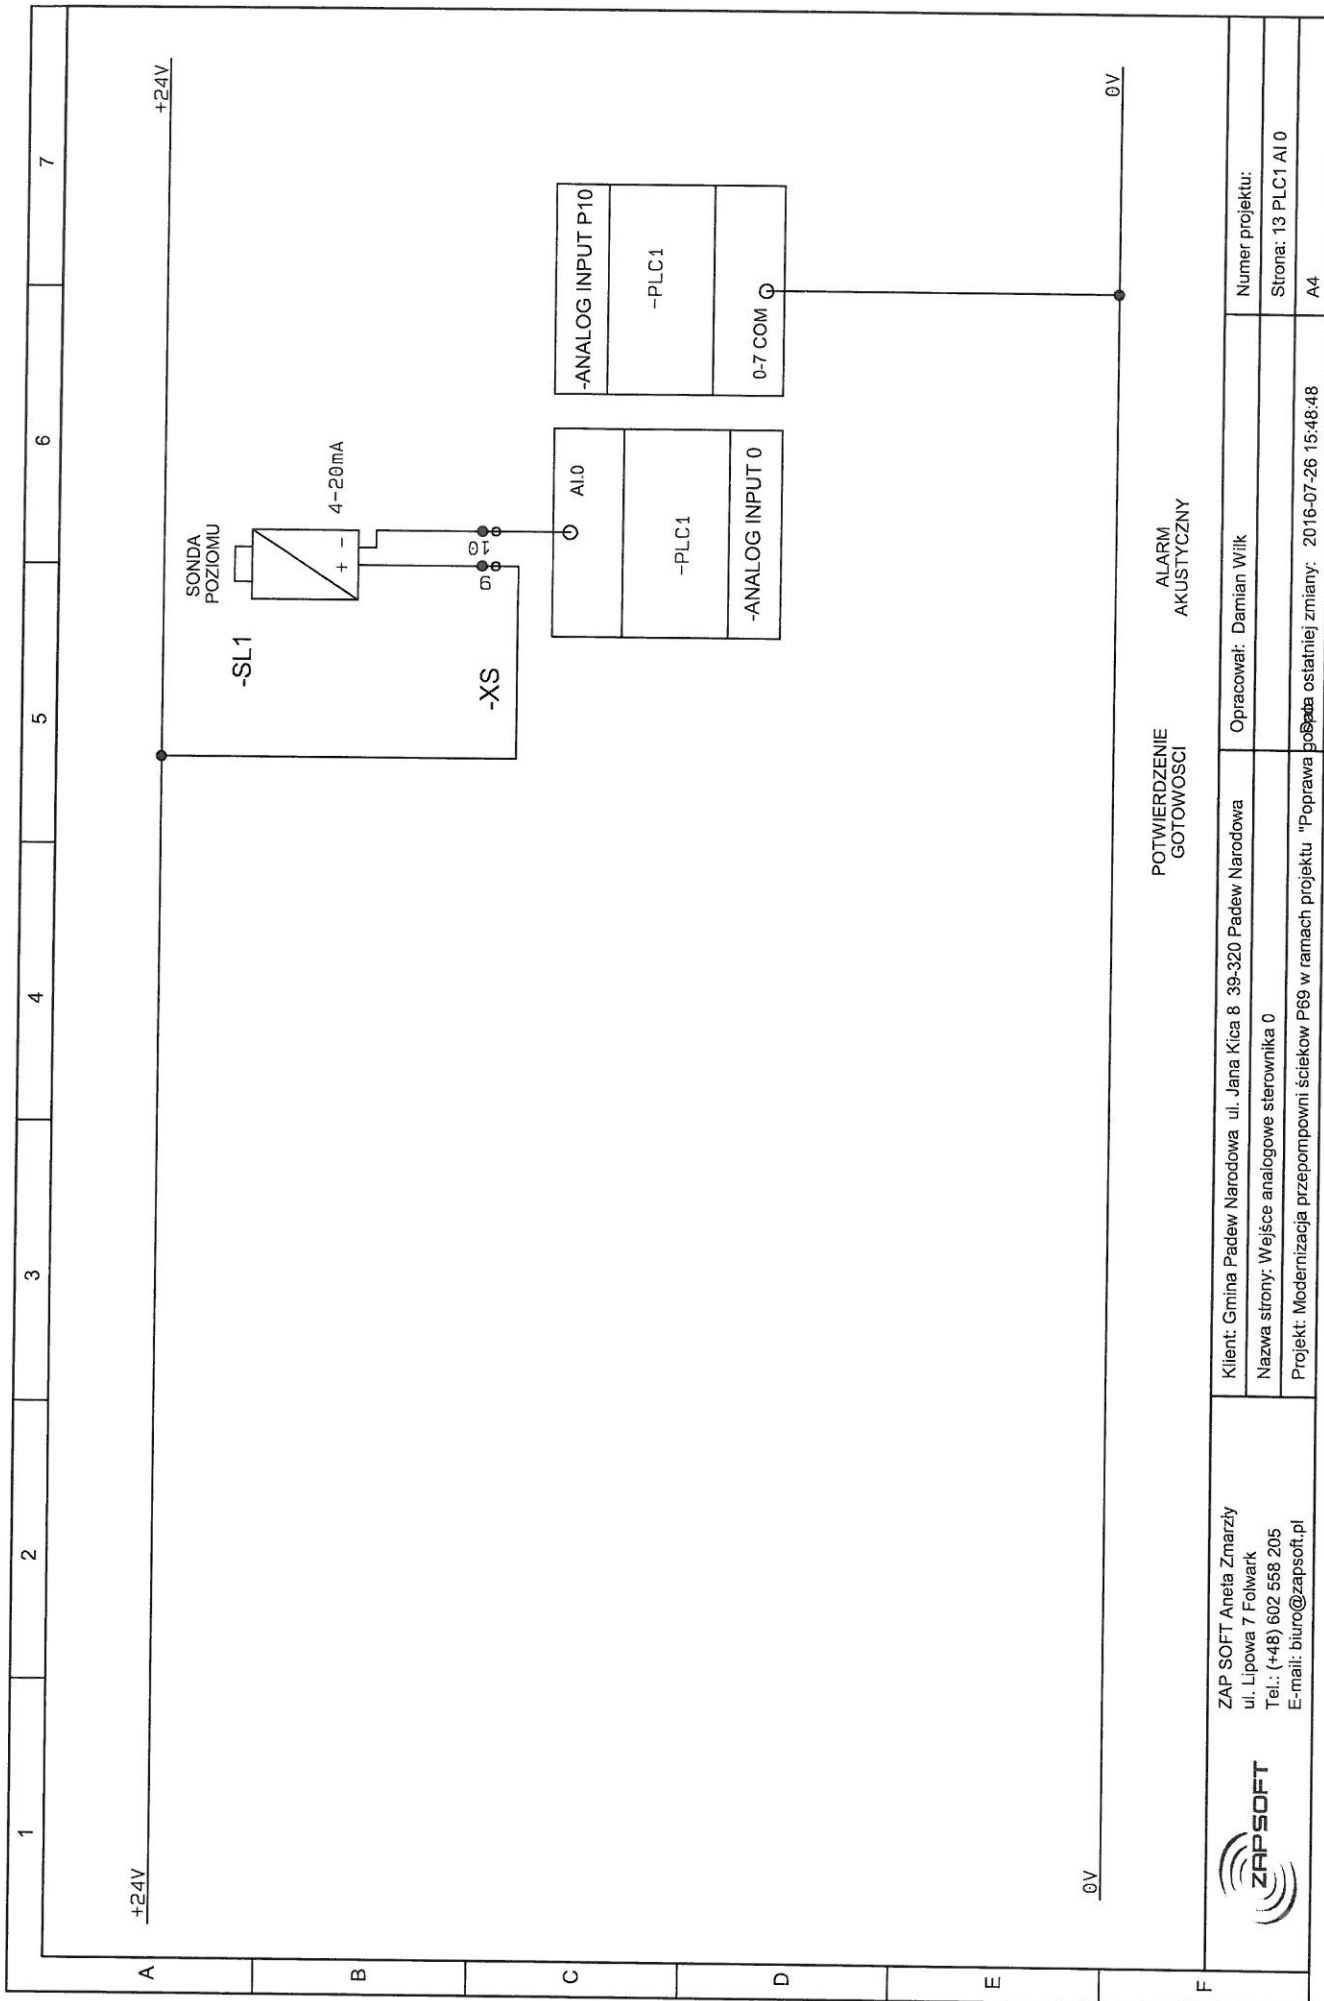 1
2
3
4
5
6
7
A
B
C
D
E
F
+24V
+24V
SONDA
POZIOMU
-SL1
+
-
4-20mA
-XS
9
10
AI.0
-PLC1
-ANALOG INPUT 0
-ANALOG INPUT P10
-PLC1
0-7 COM
0V
0V
POTWIERDZENIE
GOTOWOSCI
ALARM
AKUSTYCZNY
ZAPSOFT
ZAP SOFT Aneta Zmarzly
ul. Lipowa 7 Folwark
Tel.: (+48) 602 558 205
E-mail: biuro@zapsoft.pl
Klient: Gmina Padew Narodowa ul. Jana Kica 8 39-320 Padew Narodowa
Opracował: Damian Wilk
Numer projektu:
Nazwa strony: Wejśce analogowe sterownika 0
Strona: 13 PLC1 AI 0
Projekt: Modernizacja przepompowni ściekow P69 w ramach projektu "Poprawa
ostatniej zmiany: 2016-07-26 15:48:48
A4